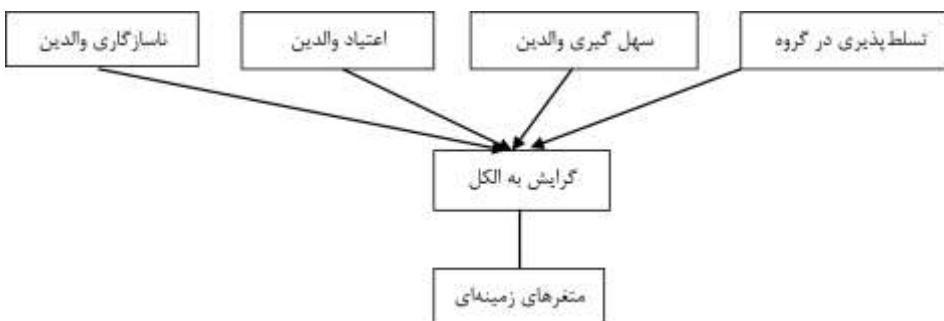 تسلط‌پذیری در گروه
سهل گیری والدین
اعتیاد والدین
ناسازگاری والدین
گرایش به الکل
متغرهای زمینه‌ای